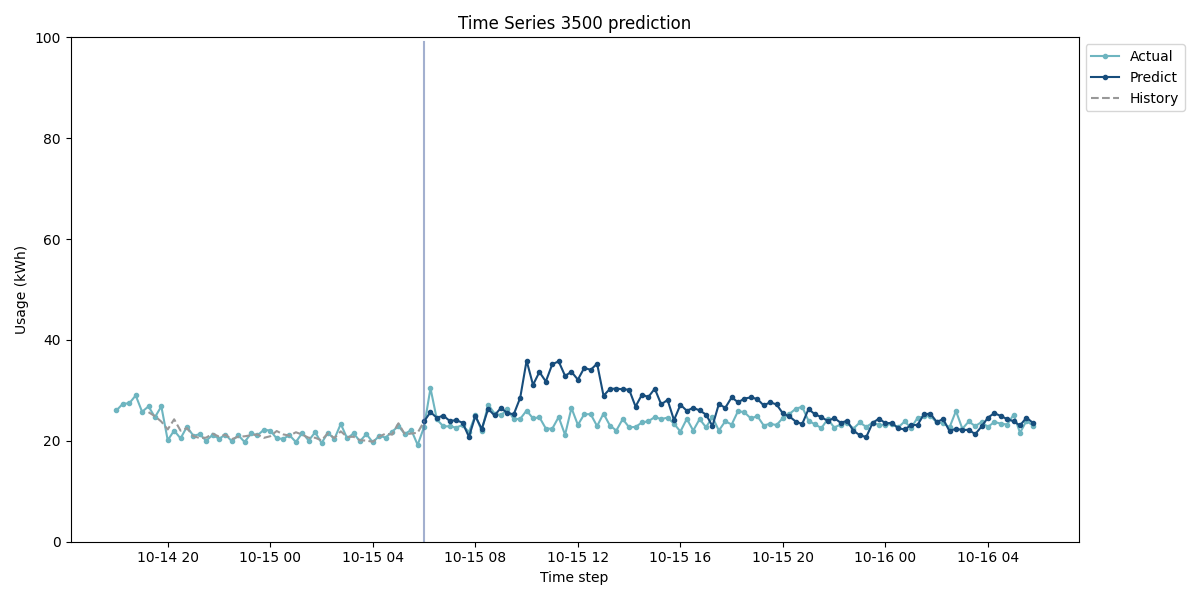 Time Series 3500 prediction
100
80
60
40
20
0
Usage (kWh)
10-14 20
10-15 00
10-15 04
10-15 08
10-15 12
10-15 16
10-15 20
10-16 00
10-16 04
Time step
Actual
Predict
History